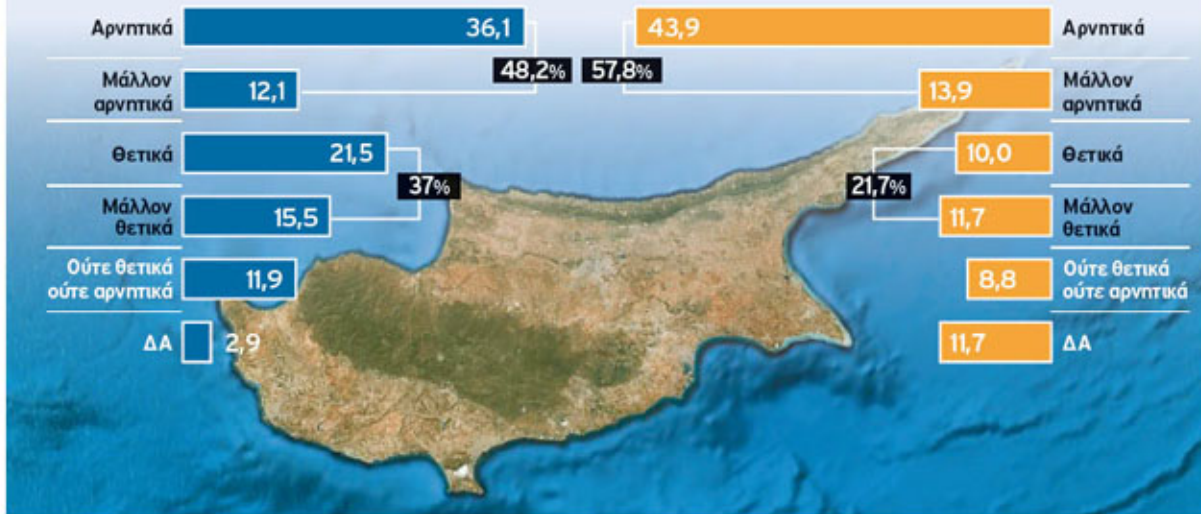 Αρνητικά 36,1 43,9 Αρνητικά
48,2% 57,8%
Μάλλον
αρνητικά 12,1 13,9 Μάλλον
αρνητικά
Θετικά 21,5 10,0 Θετικά
37% 21,7%
Μάλλον
θετικά 15,5 11,7 Μάλλον
θετικά
Ούτε θετικά
ούτε αρνητικά 11,9 8,8 Ούτε θετικά
ούτε αρνητικά
ΔΑ 2,9 11,7 ΔΑ